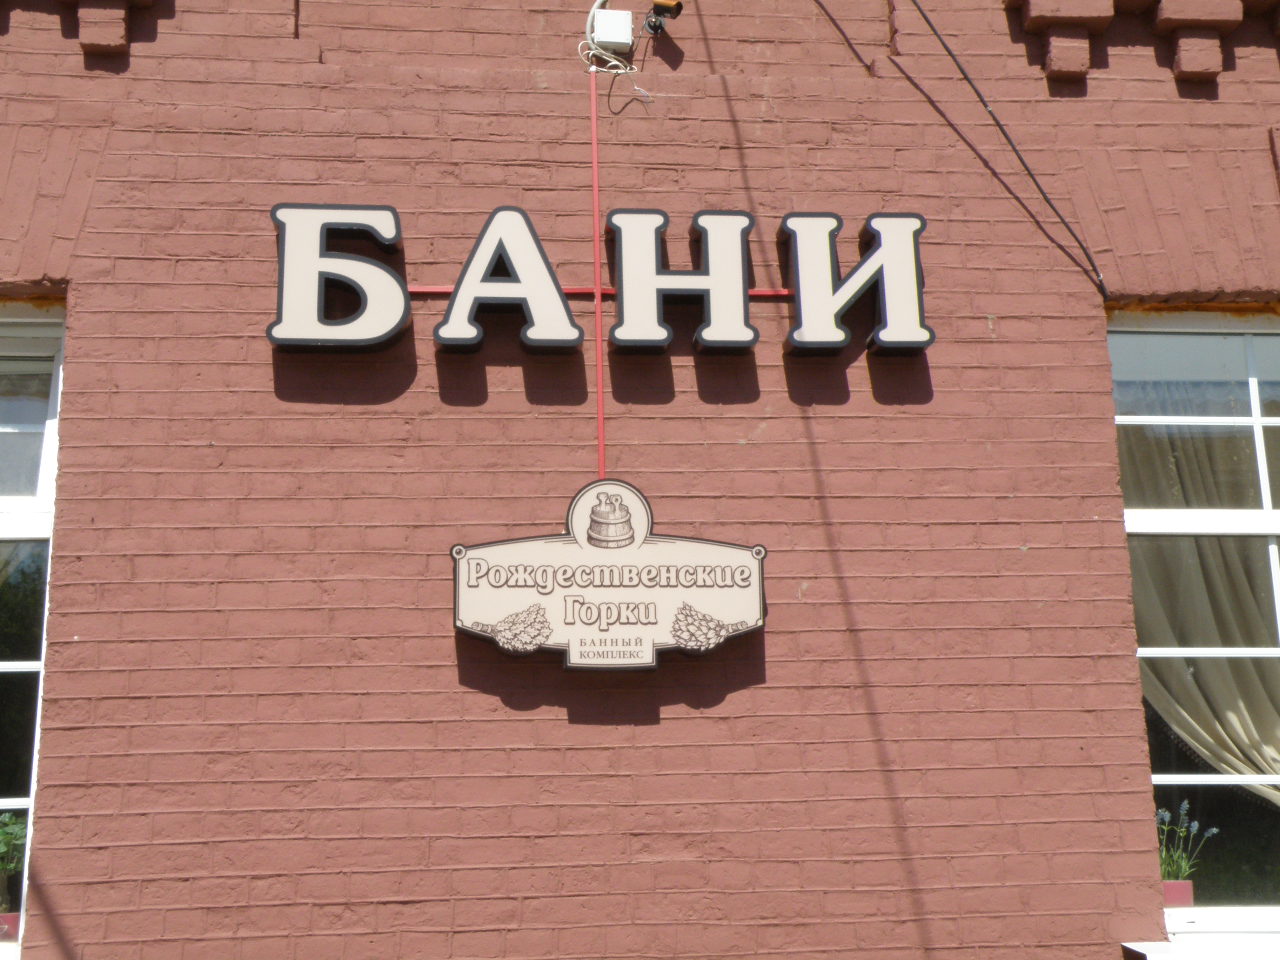 БАНИ
Рождественские
Горки
БАННЫЙ
КОМПЛЕКС